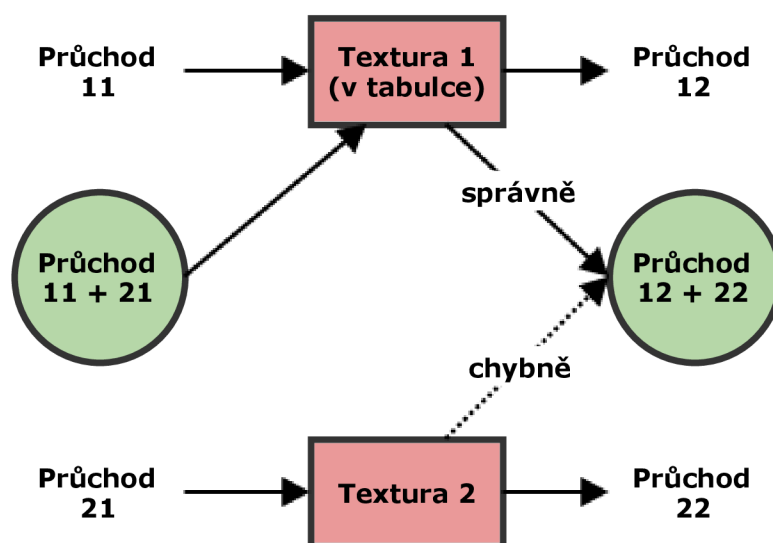 Průchod
11
Textura 1
(v tabulce)
Průchod
12
správně
Průchod
11 + 21
Průchod
12 + 22
chybně
Průchod
21
Textura 2
Průchod
22